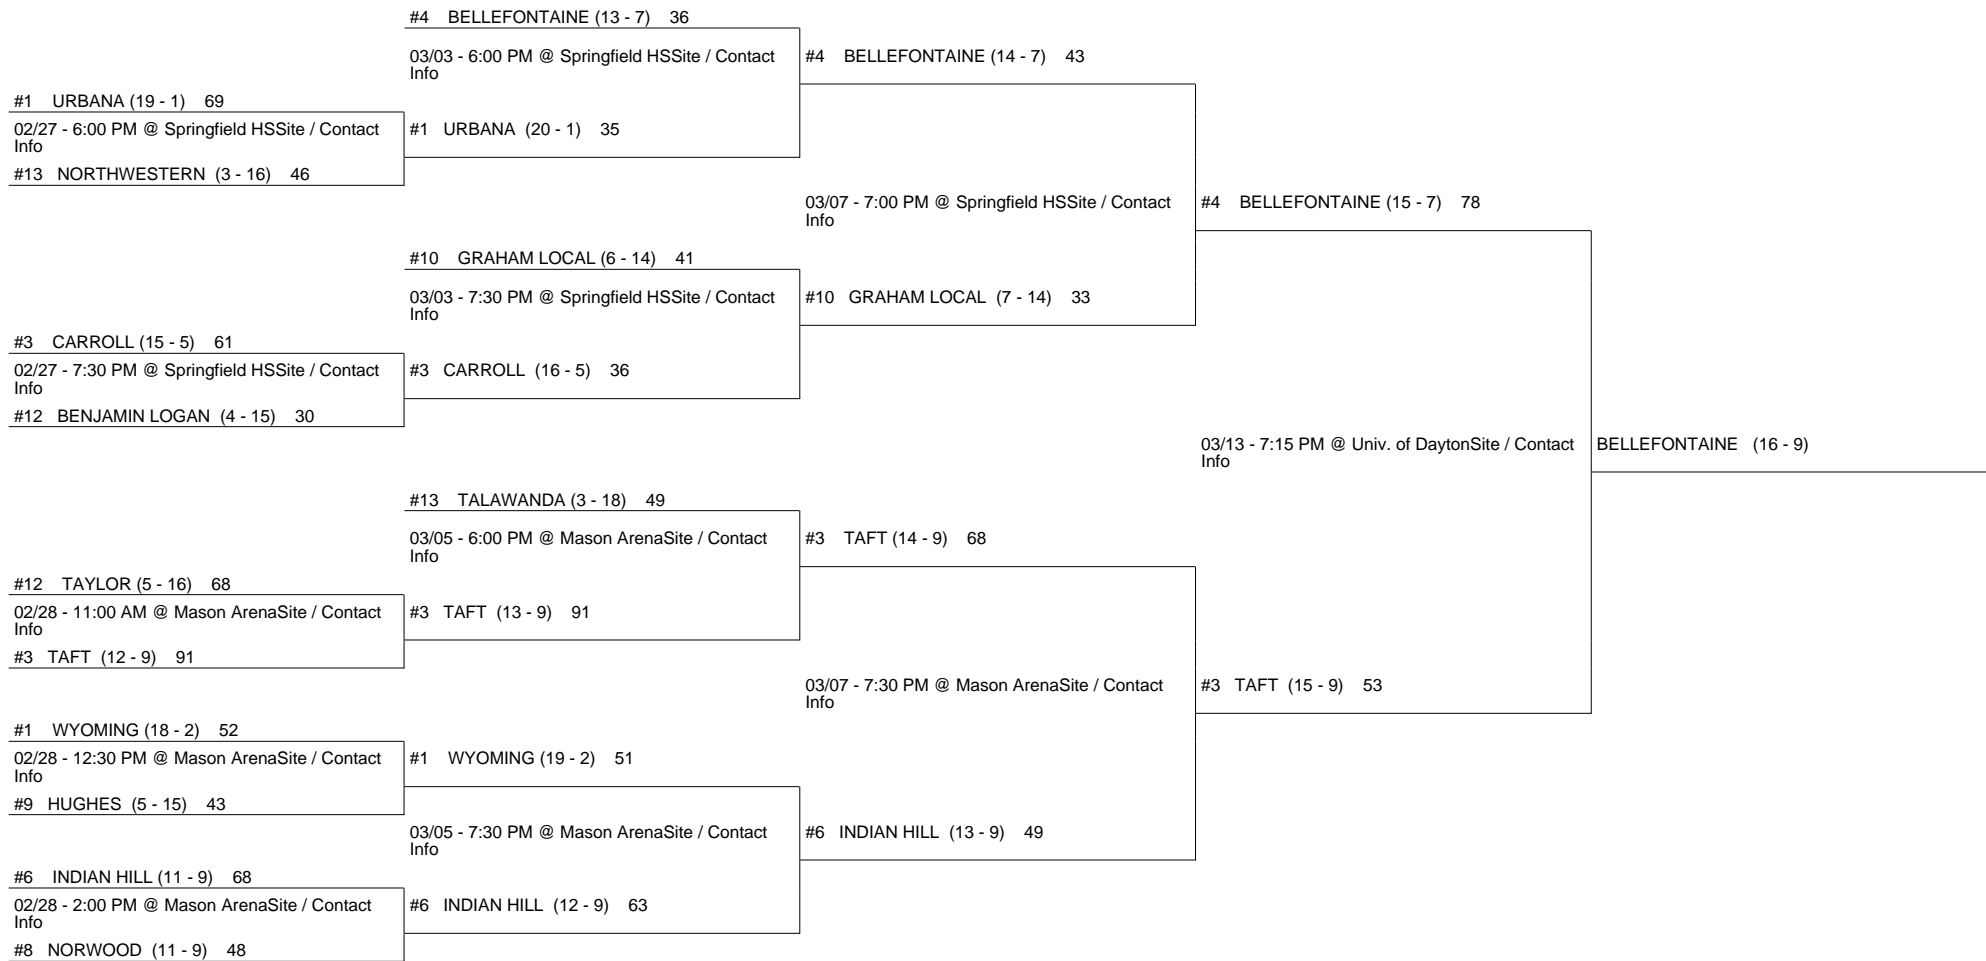 #4 BELLEFONTAINE (13 - 7) 36
03/03 - 6:00 PM @ Springfield HSSite / Contact
Info
#4 BELLEFONTAINE (14 - 7) 43
#1 URBANA (19 - 1) 69
02/27 - 6:00 PM @ Springfield HSSite / Contact
Info
#1 URBANA (20 - 1) 35
#13 NORTHWESTERN (3 - 16) 46
03/07 - 7:00 PM @ Springfield HSSite / Contact
Info
#4 BELLEFONTAINE (15 - 7) 78
#10 GRAHAM LOCAL (6 - 14) 41
03/03 - 7:30 PM @ Springfield HSSite / Contact
Info
#10 GRAHAM LOCAL (7 - 14) 33
#3 CARROLL (15 - 5) 61
02/27 - 7:30 PM @ Springfield HSSite / Contact
Info
#3 CARROLL (16 - 5) 36
#12 BENJAMIN LOGAN (4 - 15) 30
03/13 - 7:15 PM @ Univ. of DaytonSite / Contact
Info
BELLEFONTAINE (16 - 9)
#13 TALAWANDA (3 - 18) 49
03/05 - 6:00 PM @ Mason ArenaSite / Contact
Info
#3 TAFT (14 - 9) 68
#12 TAYLOR (5 - 16) 68
02/28 - 11:00 AM @ Mason ArenaSite / Contact
Info
#3 TAFT (13 - 9) 91
#3 TAFT (12 - 9) 91
03/07 - 7:30 PM @ Mason ArenaSite / Contact
Info
#3 TAFT (15 - 9) 53
#1 WYOMING (18 - 2) 52
02/28 - 12:30 PM @ Mason ArenaSite / Contact
Info
#1 WYOMING (19 - 2) 51
#9 HUGHES (5 - 15) 43
03/05 - 7:30 PM @ Mason ArenaSite / Contact
Info
#6 INDIAN HILL (13 - 9) 49
#6 INDIAN HILL (11 - 9) 68
02/28 - 2:00 PM @ Mason ArenaSite / Contact
Info
#6 INDIAN HILL (12 - 9) 63
#8 NORWOOD (11 - 9) 48